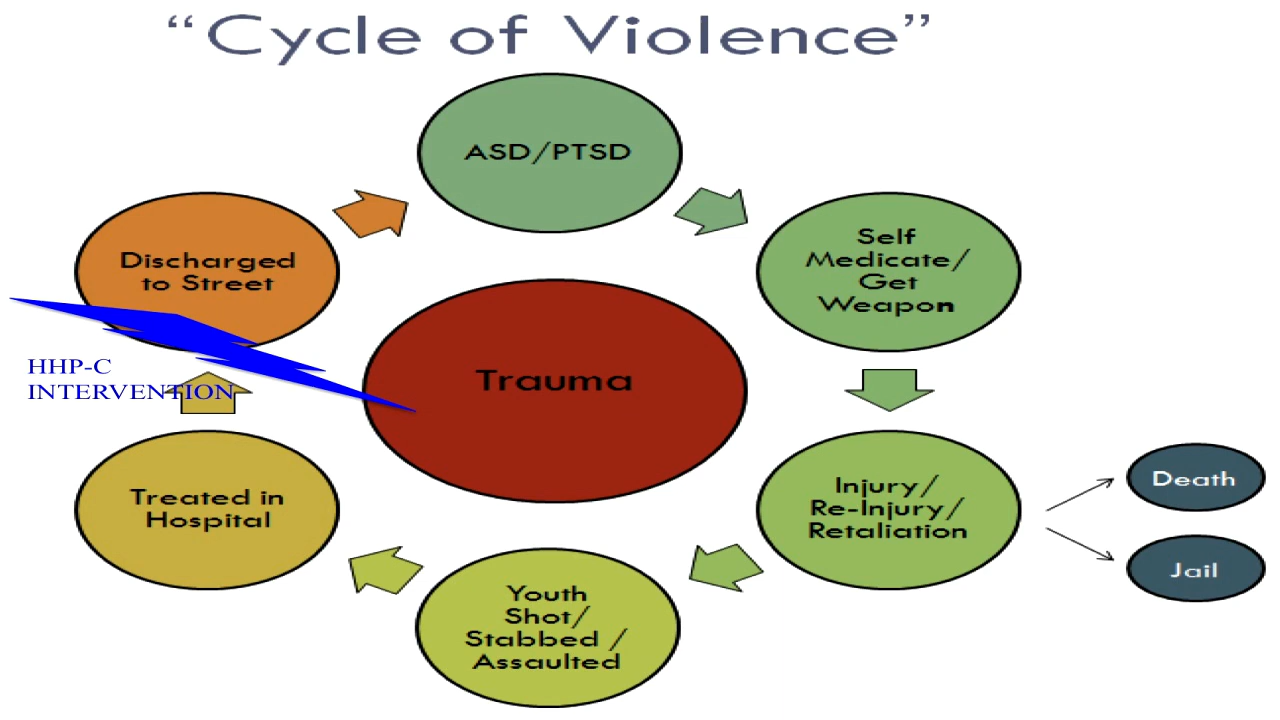 “Cycle of Violence”
ASD/PTSD
Self
Medicate/
Get
Weapon
Injury/
Re-Injury/
Retaliation
Death
Jail
Youth
Shot/
Stabbed /
Assaulted
Treated in
Hospital
HHP-C
INTERVENTION
Discharged
to Street
Trauma